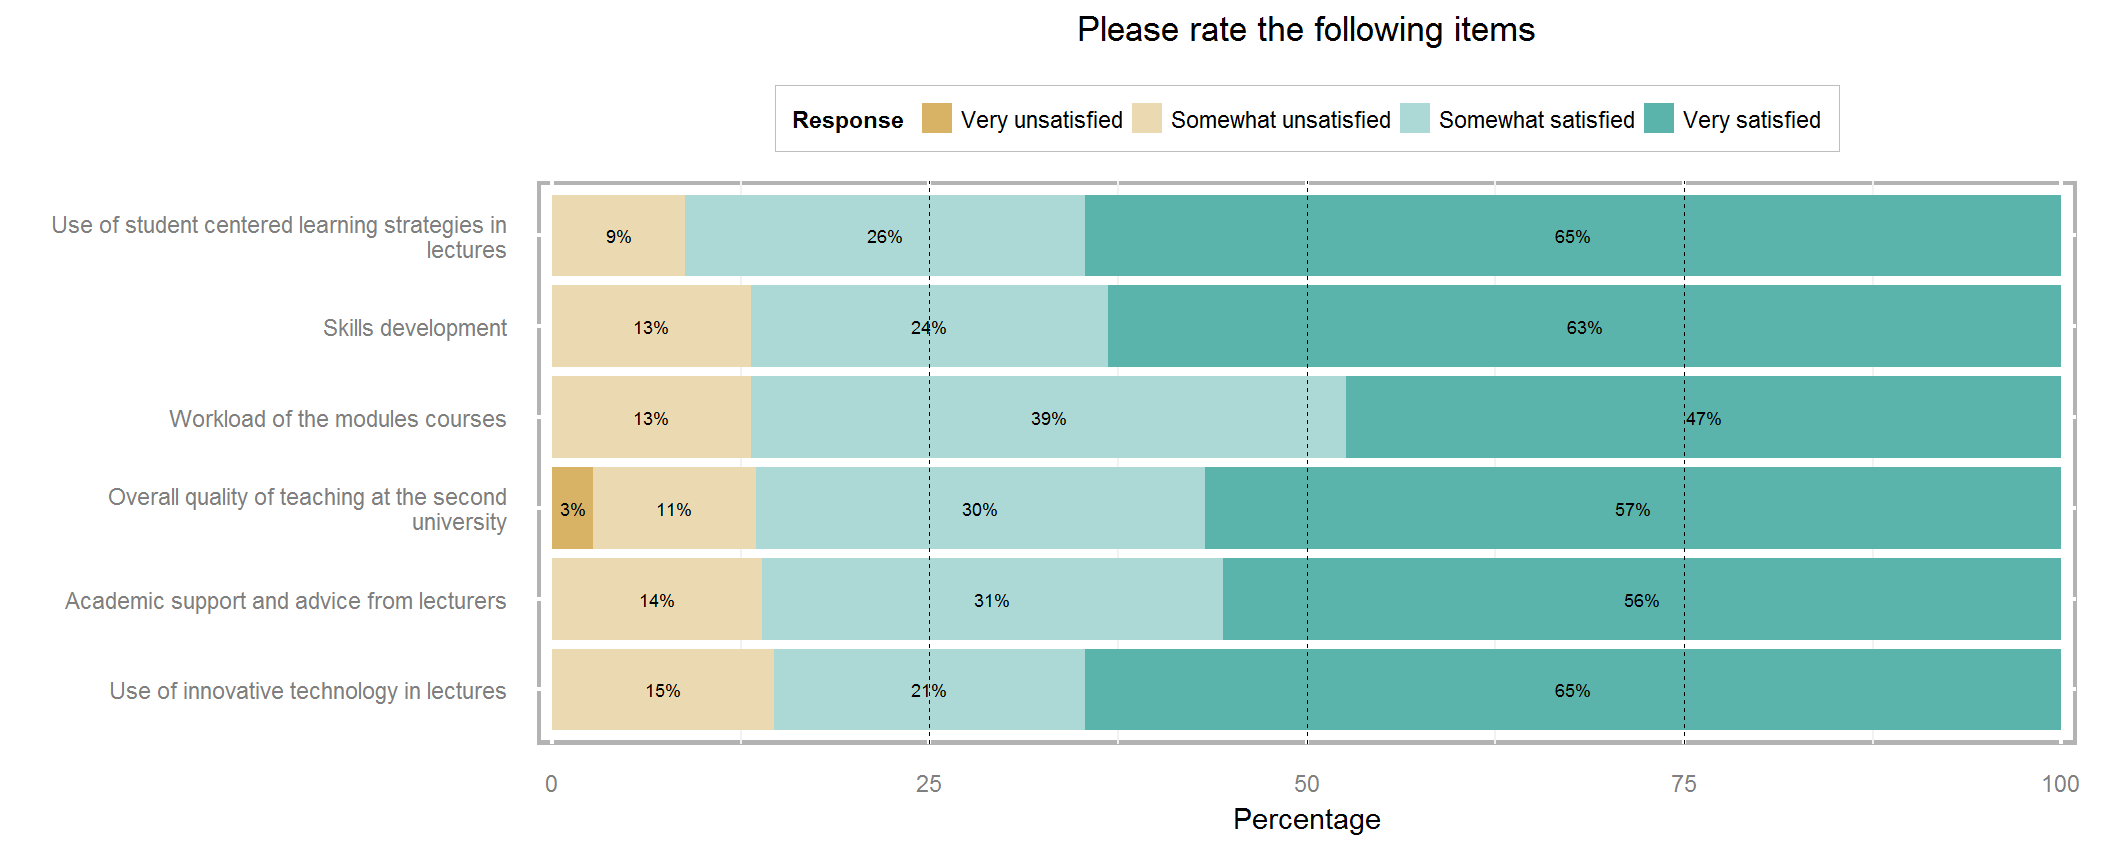 Please rate the following items
Response Very unsatisfied Somewhat unsatisfied Somewhat satisfied Very satisfied
Use of student centered learning strategies in
lectures
9% 26% 65%
Skills development
13% 24% 63%
Workload of the modules courses
13% 39% 47%
Overall quality of teaching at the second
university
3% 11% 30% 57%
Academic support and advice from lecturers
14% 31% 56%
Use of innovative technology in lectures
15% 21% 65%
0 25 50 75 100
Percentage